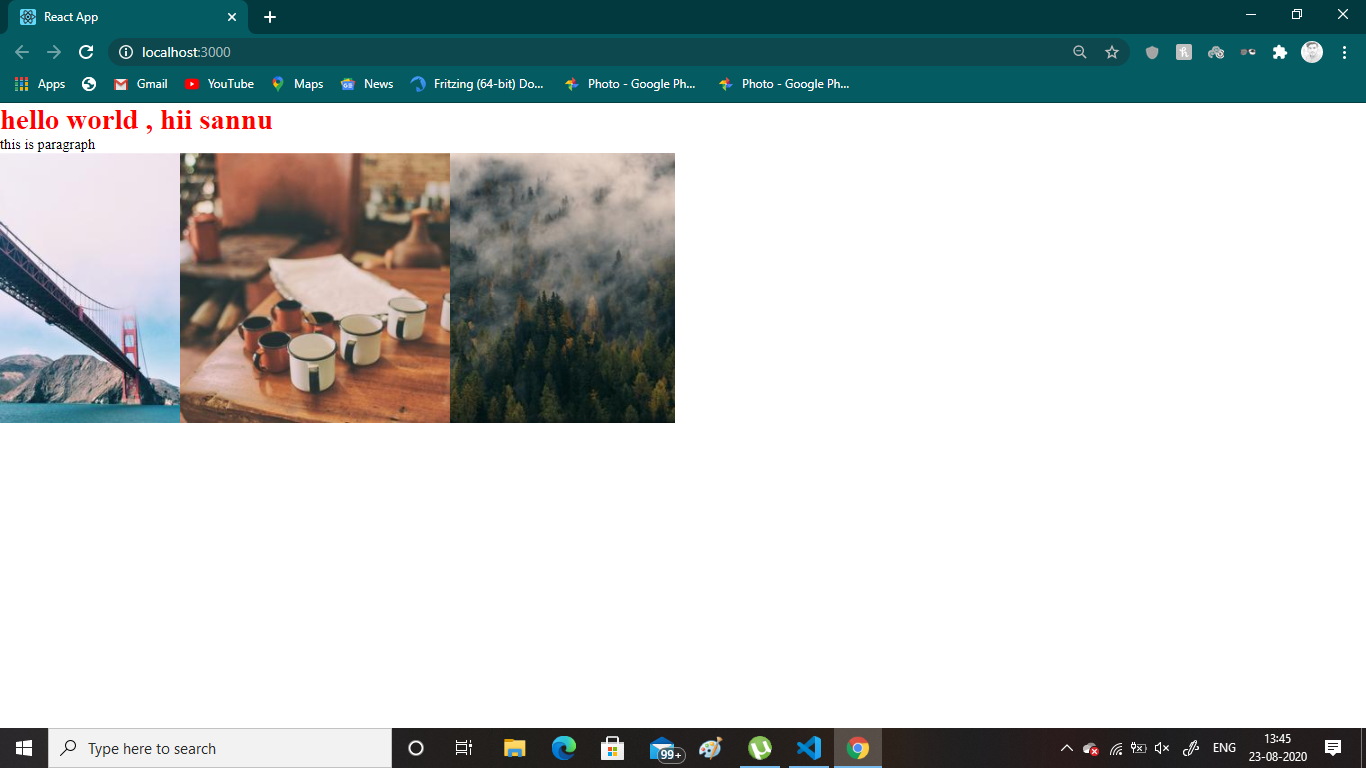 React App
localhost:3000
Apps Gmail YouTube Maps News Fritzing (64-bit) Do... Photo - Google Ph... Photo - Google Ph...
hello world , hii sannu
this is paragraph
Type here to search
99+
ENG
13:45
23-08-2020